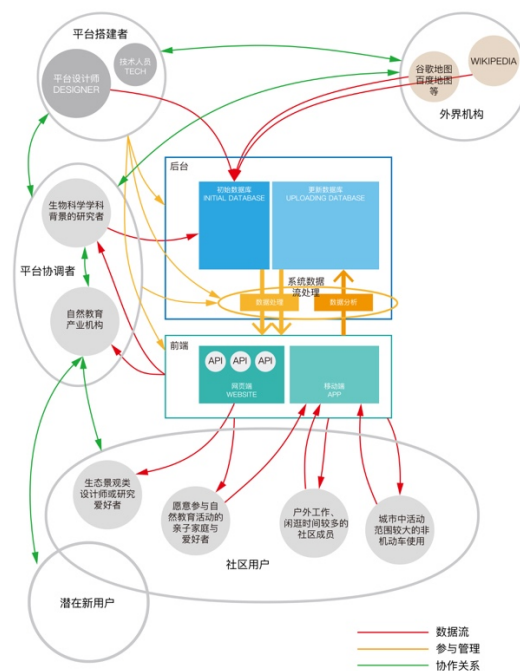 平台搭建者
技术人员
TECH
平台设计师
DESIGNER
谷歌地图
百度地图
等
WIKIPEDIA
外界机构
后台
初始数据库
INITIAL DATABASE
更新数据库
UPLOADING DATABASE
生物科学学科
背景的研究者
平台协调者
自然教育
产业机构
系统数据
流处理
数据处理
数据分析
前端
API
API
API
网页端
WEBSITE
移动端
APP
生态景观类
设计师或研究
爱好者
愿意参与自
然教育活动的
亲子家庭与
爱好者
户外工作、
闲逛时间较多的
社区成员
城市中活动
范围较大的非
机动车使用
社区用户
潜在新用户
数据流
参与管理
协作关系